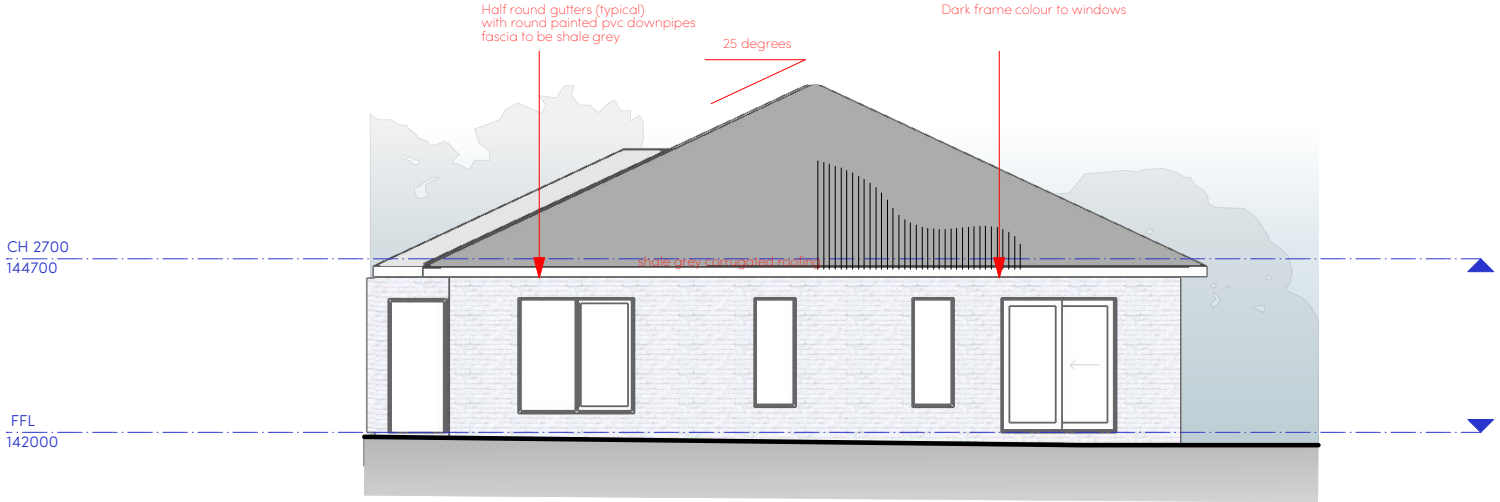 Half round gutters (typical)
with round painted pvc downpipes
fascia to be shale grey
Dark frame colour to windows
25 degrees
CH 2700
144700
shale grey corrugated roofing
FFL
142000